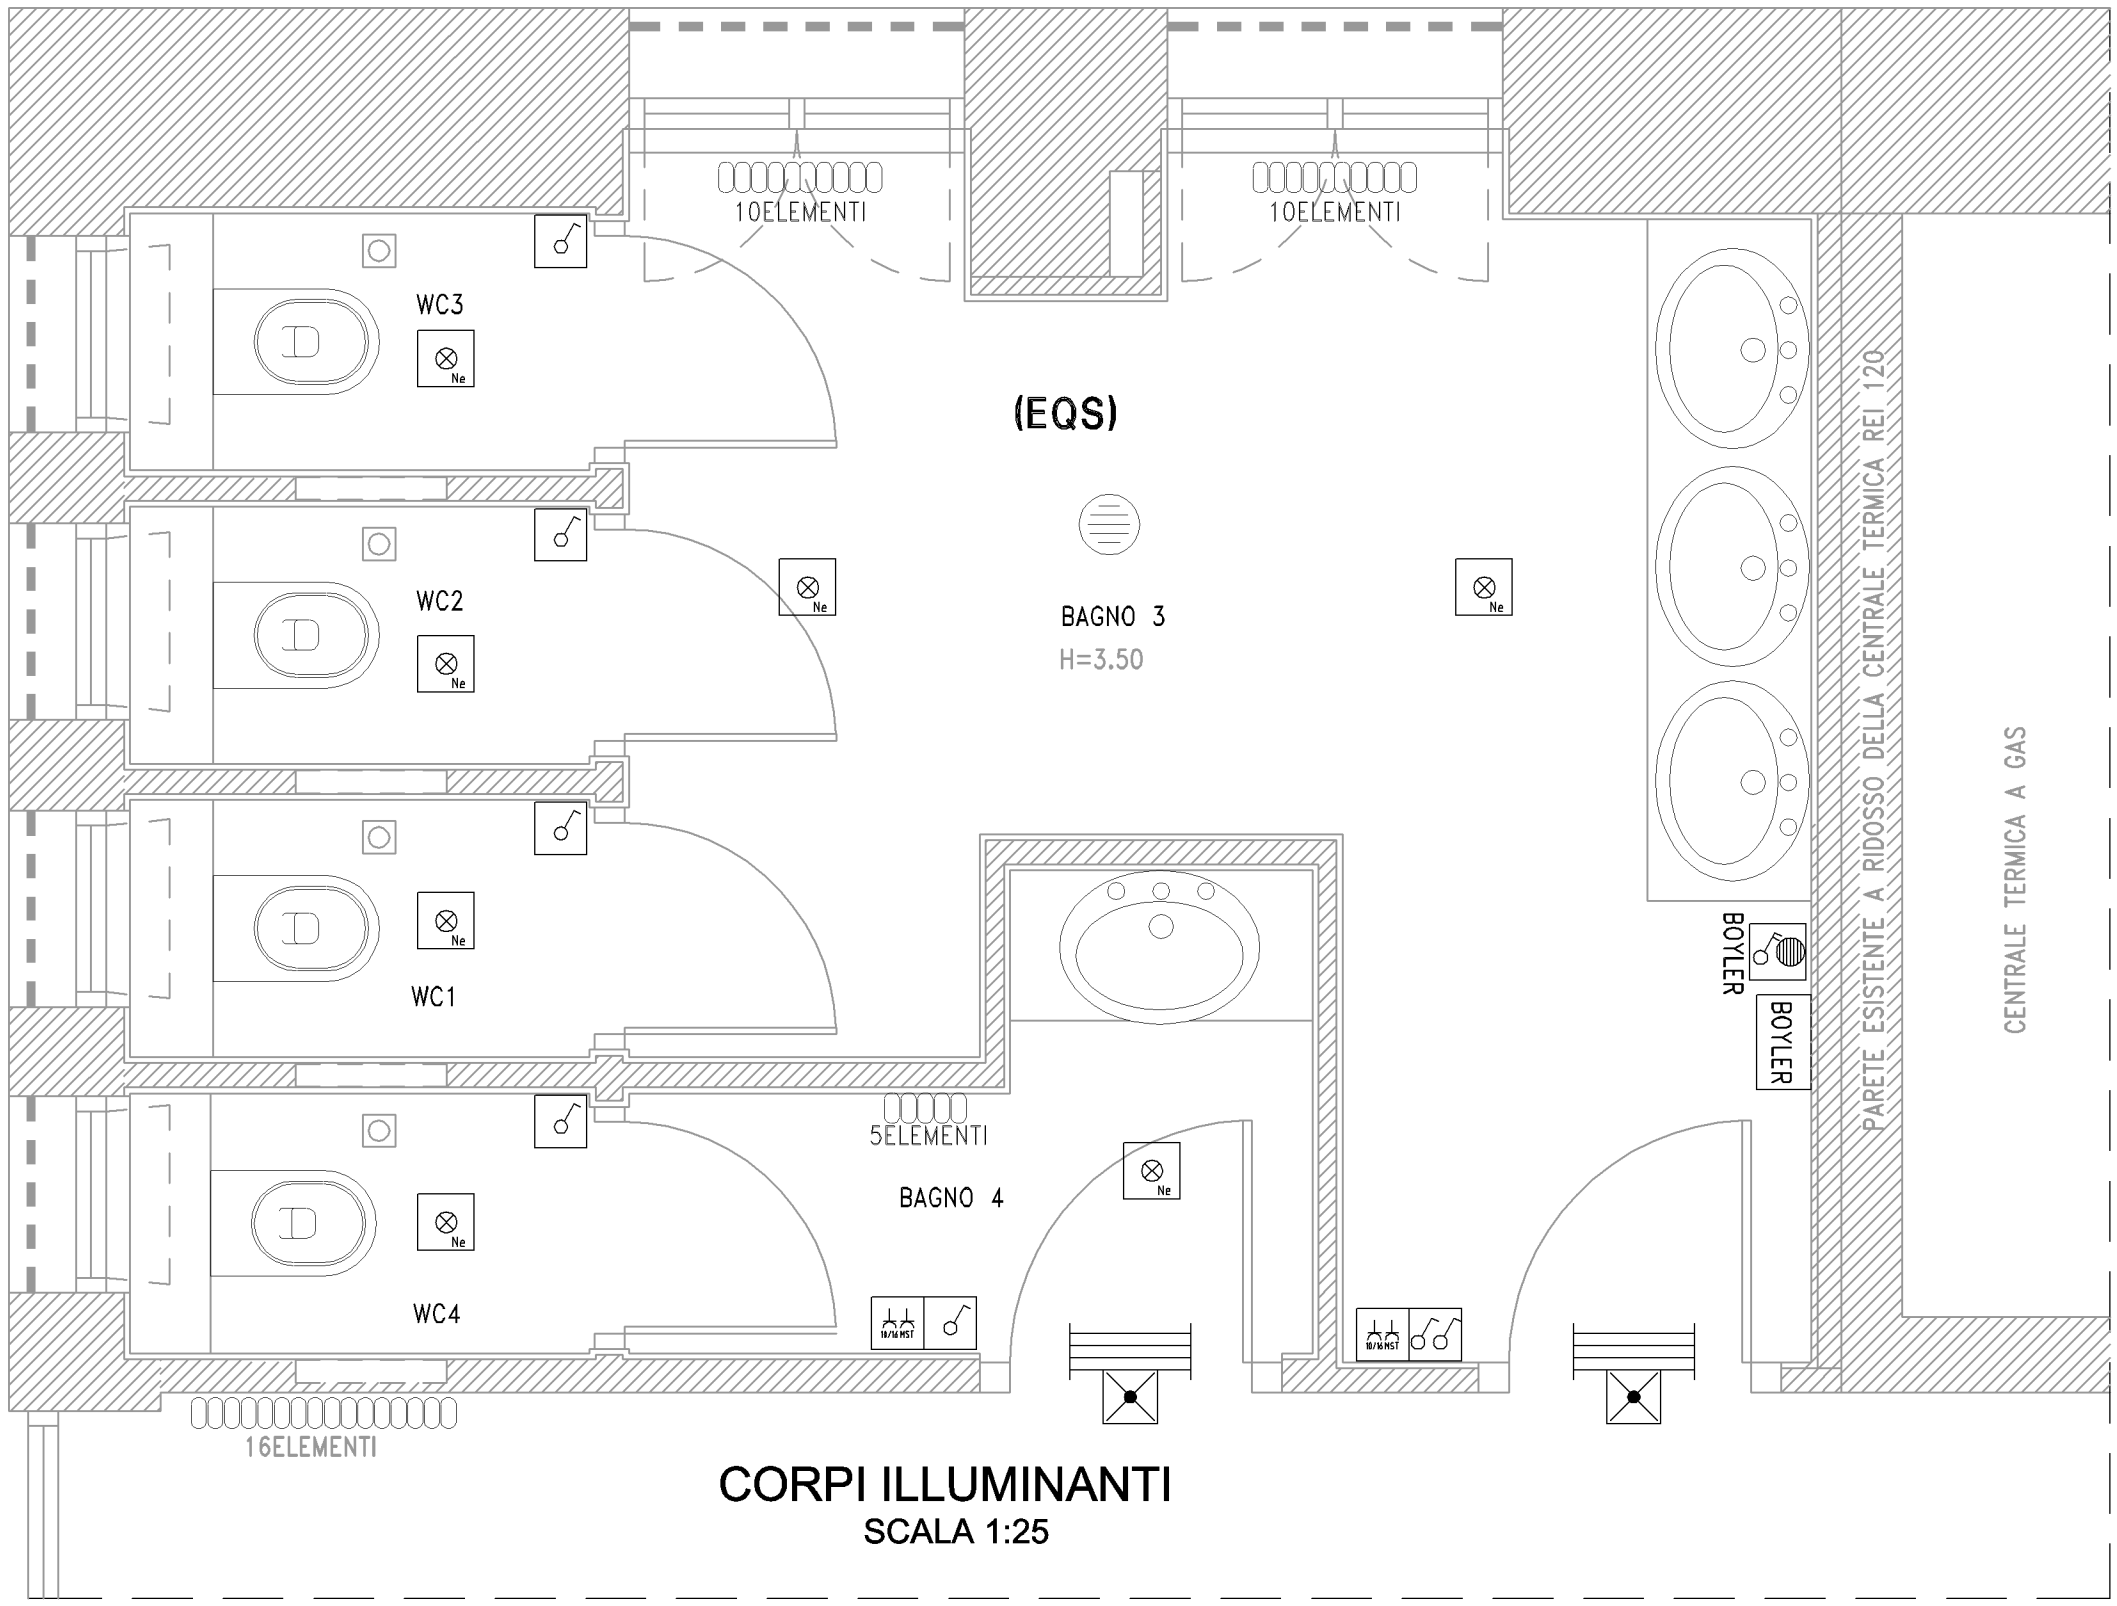 10ELEMENTI
10ELEMENTI
WC3
Ne
(EQS)
WC2
Ne
Ne
Ne
BAGNO 3
H=3.50
PARETE ESISTENTE A RIDOSSO DELLA CENTRALE TERMICA REI 120
CENTRALE TERMICA A GAS
Ne
WC1
BOYLER
BOYLER
5ELEMENTI
BAGNO 4
Ne
Ne
WC4
10/16 MST
10/16 MST
16ELEMENTI
CORPI ILLUMINANTI
SCALA 1:25